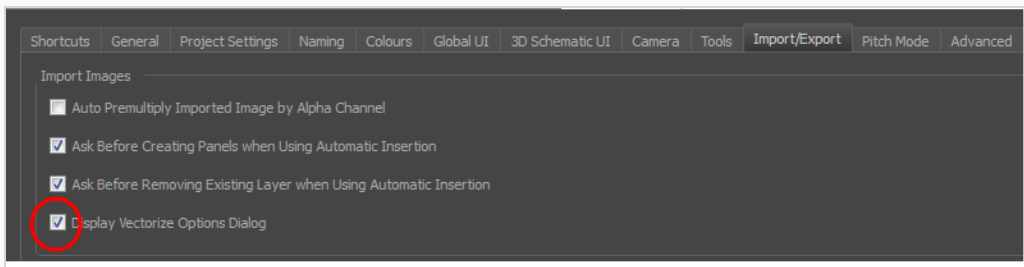 Shortcuts General Project Settings Naming Colours Global UI 3D Schematic UI Camera Tools Import/Export Pitch Mode Advanced
Import Images
Auto Premultiply Imported Image by Alpha Channel
Ask Before Creating Panels when Using Automatic Insertion
Ask Before Removing Existing Layer when Using Automatic Insertion
Display Vectorize Options Dialog